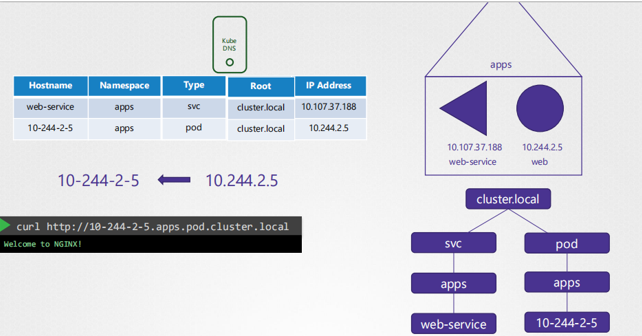 Kube
DNS
Hostname Namespace Type Root IP Address
web-service apps svc cluster.local 10.107.37.188
10-244-2-5 apps pod cluster.local 10.244.2.5
10-244-2-5 10.244.2.5
curl http://10-244-2-5.apps.pod.cluster.local
Welcome to NGINX!
apps
10.107.37.188 10.244.2.5
web-service web
cluster.local
svc pod
apps apps
web-service 10-244-2-5